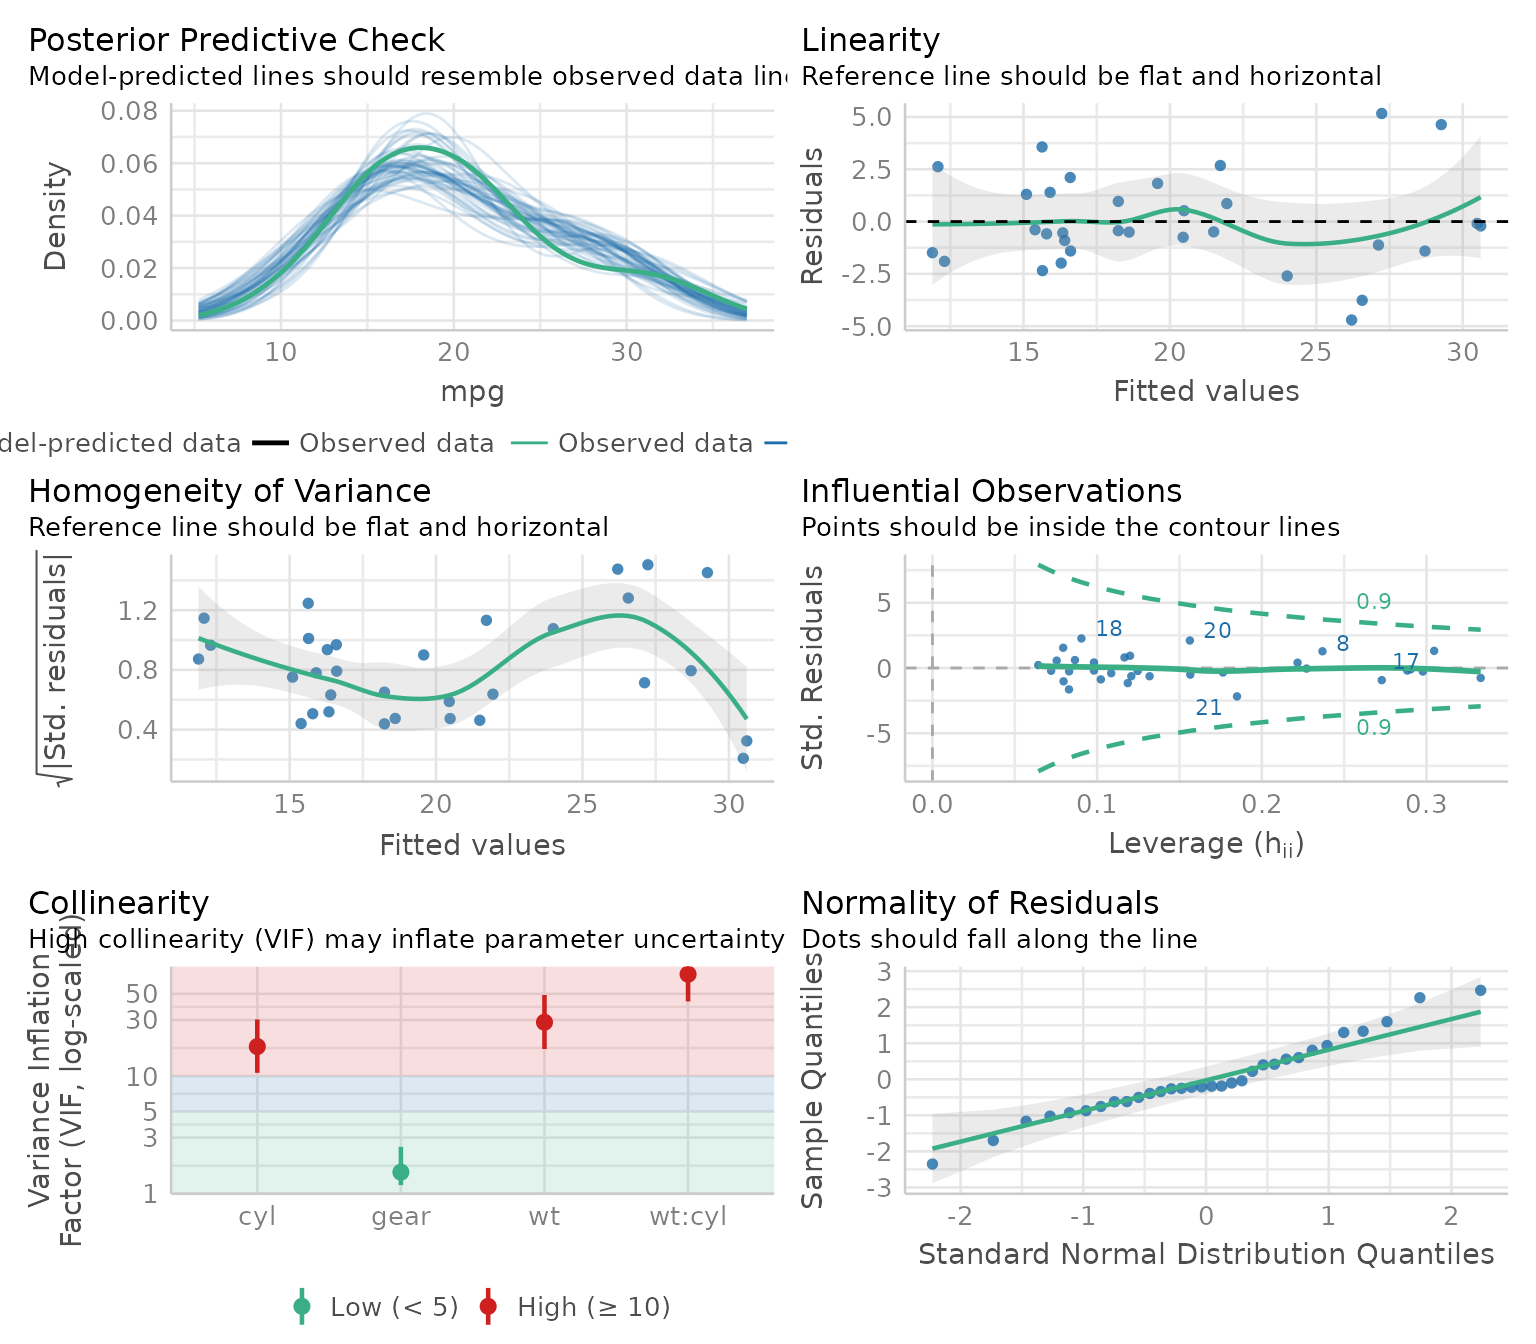 Posterior Predictive Check
Model-predicted lines should resemble observed data
Density
0.08
0.06
0.04
0.02
0.00
10 20 30
mpg
predicted data Observed data Observed data
Linearity
Reference line should be flat and horizontal
Residuals
5.0
2.5
0.0
-2.5
-5.0
15 20 25 30
Fitted values
Homogeneity of Variance
Reference line should be flat and horizontal
√|Std. residuals|
1.2
0.8
0.4
15 20 25 30
Fitted values
Influential Observations
Points should be inside the contour lines
Std. Residuals
5
0
-5
0.9
18
20
8
17
21
0.9
0.0 0.1 0.2 0.3
Leverage (hii)
Collinearity
High collinearity (VIF) may inflate parameter uncertainty
Variance Inflation
Factor (VIF, log-scaled)
50
30
10
5
3
1
cyl gear wt wt:cyl
Low (< 5) High (≥ 10)
Normality of Residuals
Dots should fall along the line
Sample Quantiles
3
2
1
0
-1
-2
-3
-2 -1 0 1 2
Standard Normal Distribution Quantiles